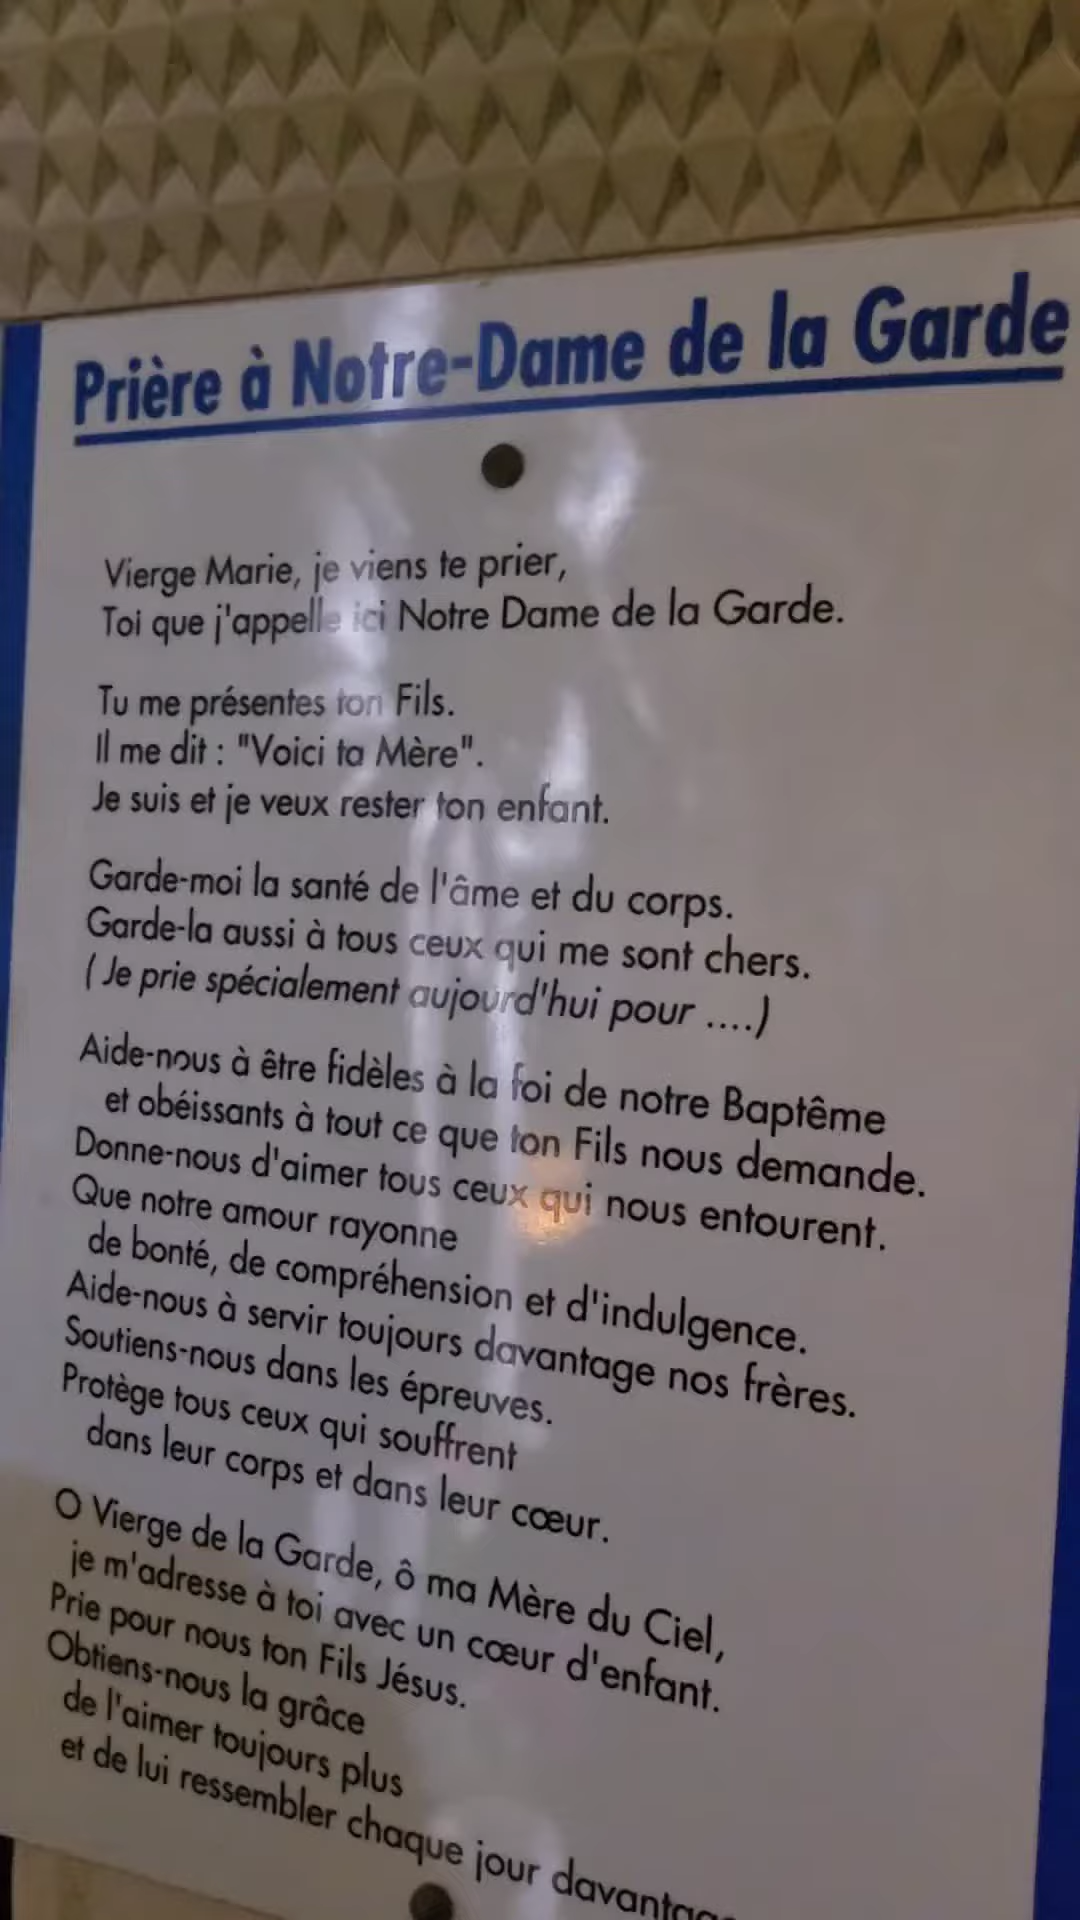 Prière à Notre-Dame de la Garde
Vierge Marie, je viens te prier,
Toi que j'appelle ici Notre Dame de la Garde.
Tu me présentes ton Fils.
Il me dit : "Voici ta Mère".
Je suis et je veux rester ton enfant.
Garde-moi la santé de l'âme et du corps.
Garde-la aussi à tous ceux qui me sont chers.
( Je prie spécialement aujourd'hui pour ....)
Aide-nous à être fidèles à la foi de notre Baptême
et obéissants à tout ce que ton Fils nous demande.
Donne-nous d'aimer tous ceux qui nous entourent.
Que notre amour rayonne
de bonté, de compréhension et d'indulgence.
Aide-nous à servir toujours davantage nos frères.
Soutiens-nous dans les épreuves.
Protège tous ceux qui souffrent
dans leur corps et dans leur cœur.
O Vierge de la Garde, ô ma Mère du Ciel,
je m'adresse à toi avec un cœur d'enfant.
Prie pour nous ton Fils Jésus.
Obtiens-nous la grâce
de l'aimer toujours plus
et de lui ressembler chaque jour davantage